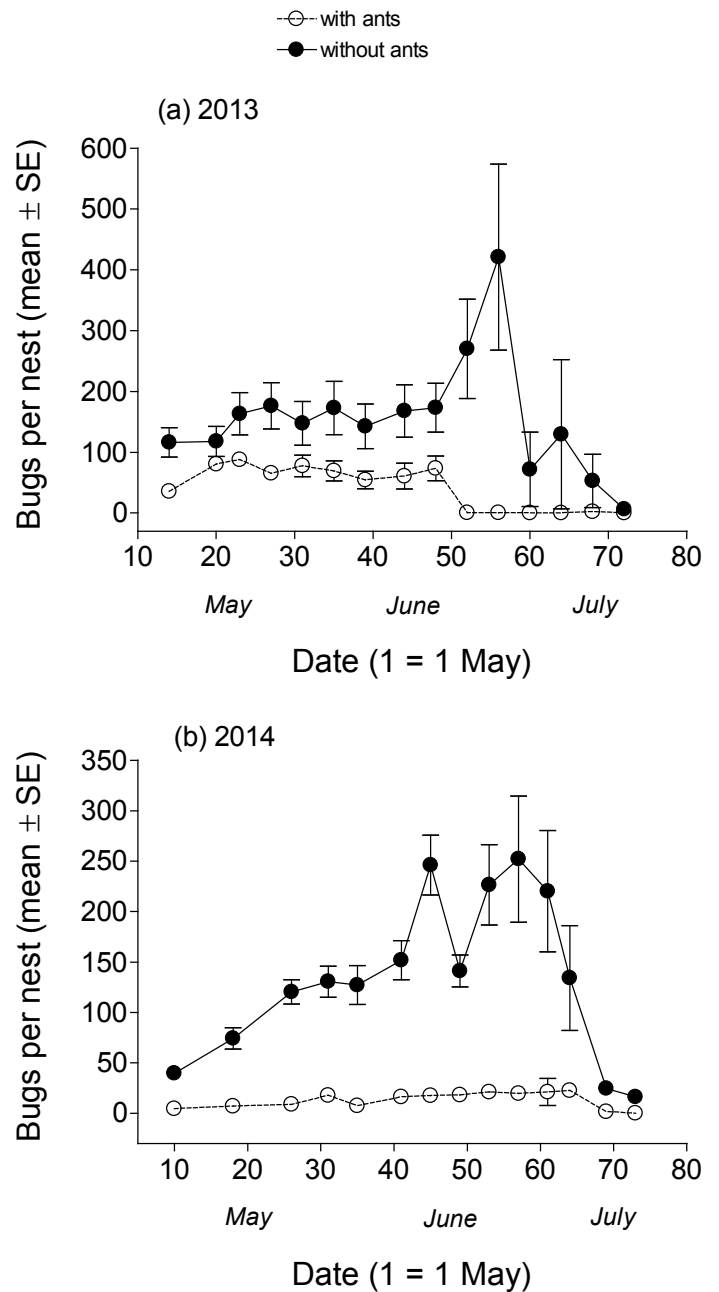 with ants
without ants
(a) 2013
600
500
400
300
200
100
0
Bugs per nest (mean ± SE)
10 20 30 40 50 60 70 80
May June July
Date (1 = 1 May)
(b) 2014
350
300
250
200
150
100
50
0
Bugs per nest (mean ± SE)
10 20 30 40 50 60 70 80
May June July
Date (1 = 1 May)